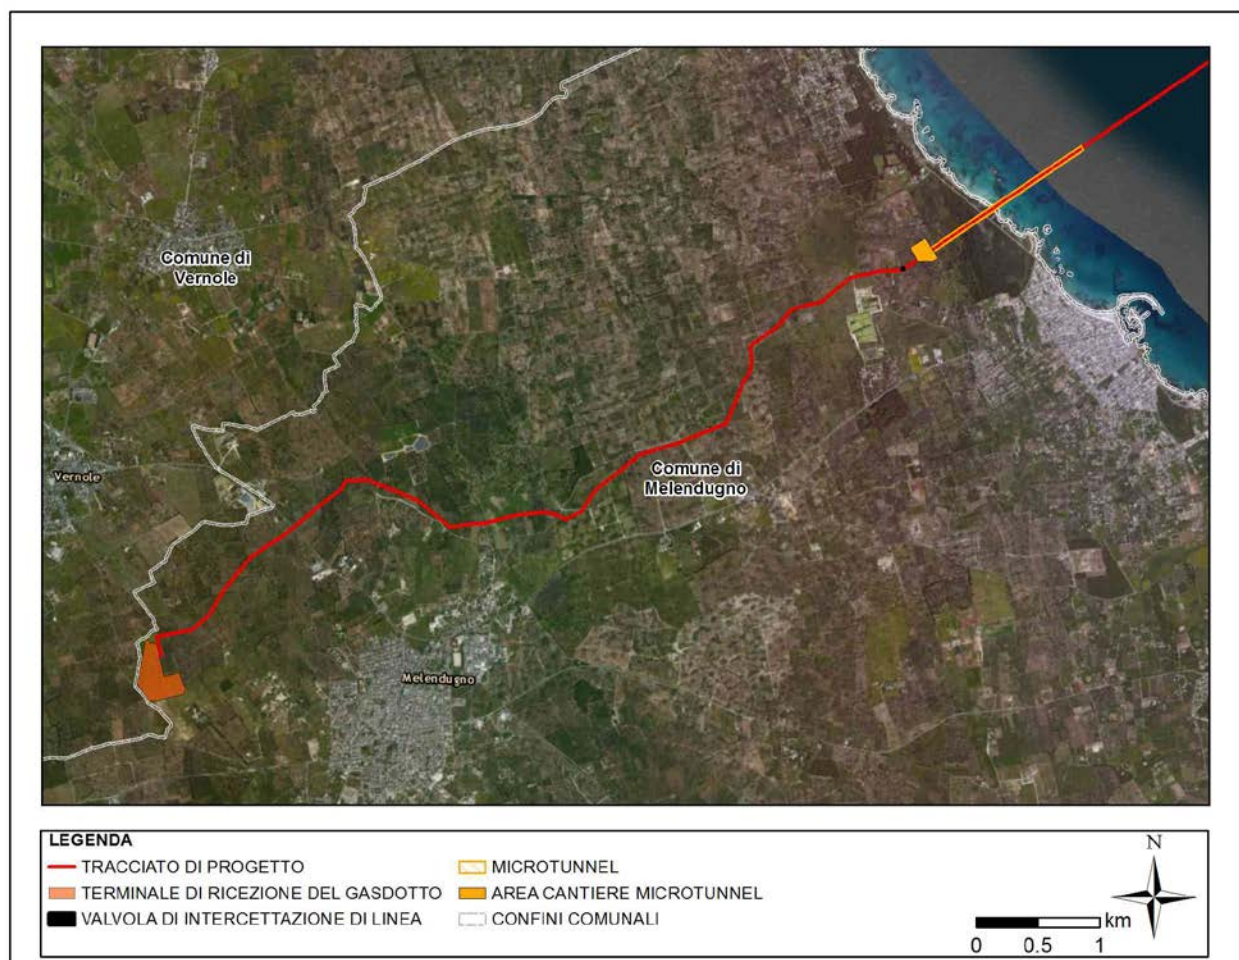 Comune di
Vernole
Vernole
Comune di
Melendugno
Melendugno
LEGENDA
TRACCIATO DI PROGETTO
TERMINALE DI RICEZIONE DEL GASDOTTO
VALVOLA DI INTERCETTAZIONE DI LINEA
MICROTUNNEL
AREA CANTIERE MICROTUNNEL
CONFINI COMUNALI
N
km
0 0.5 1